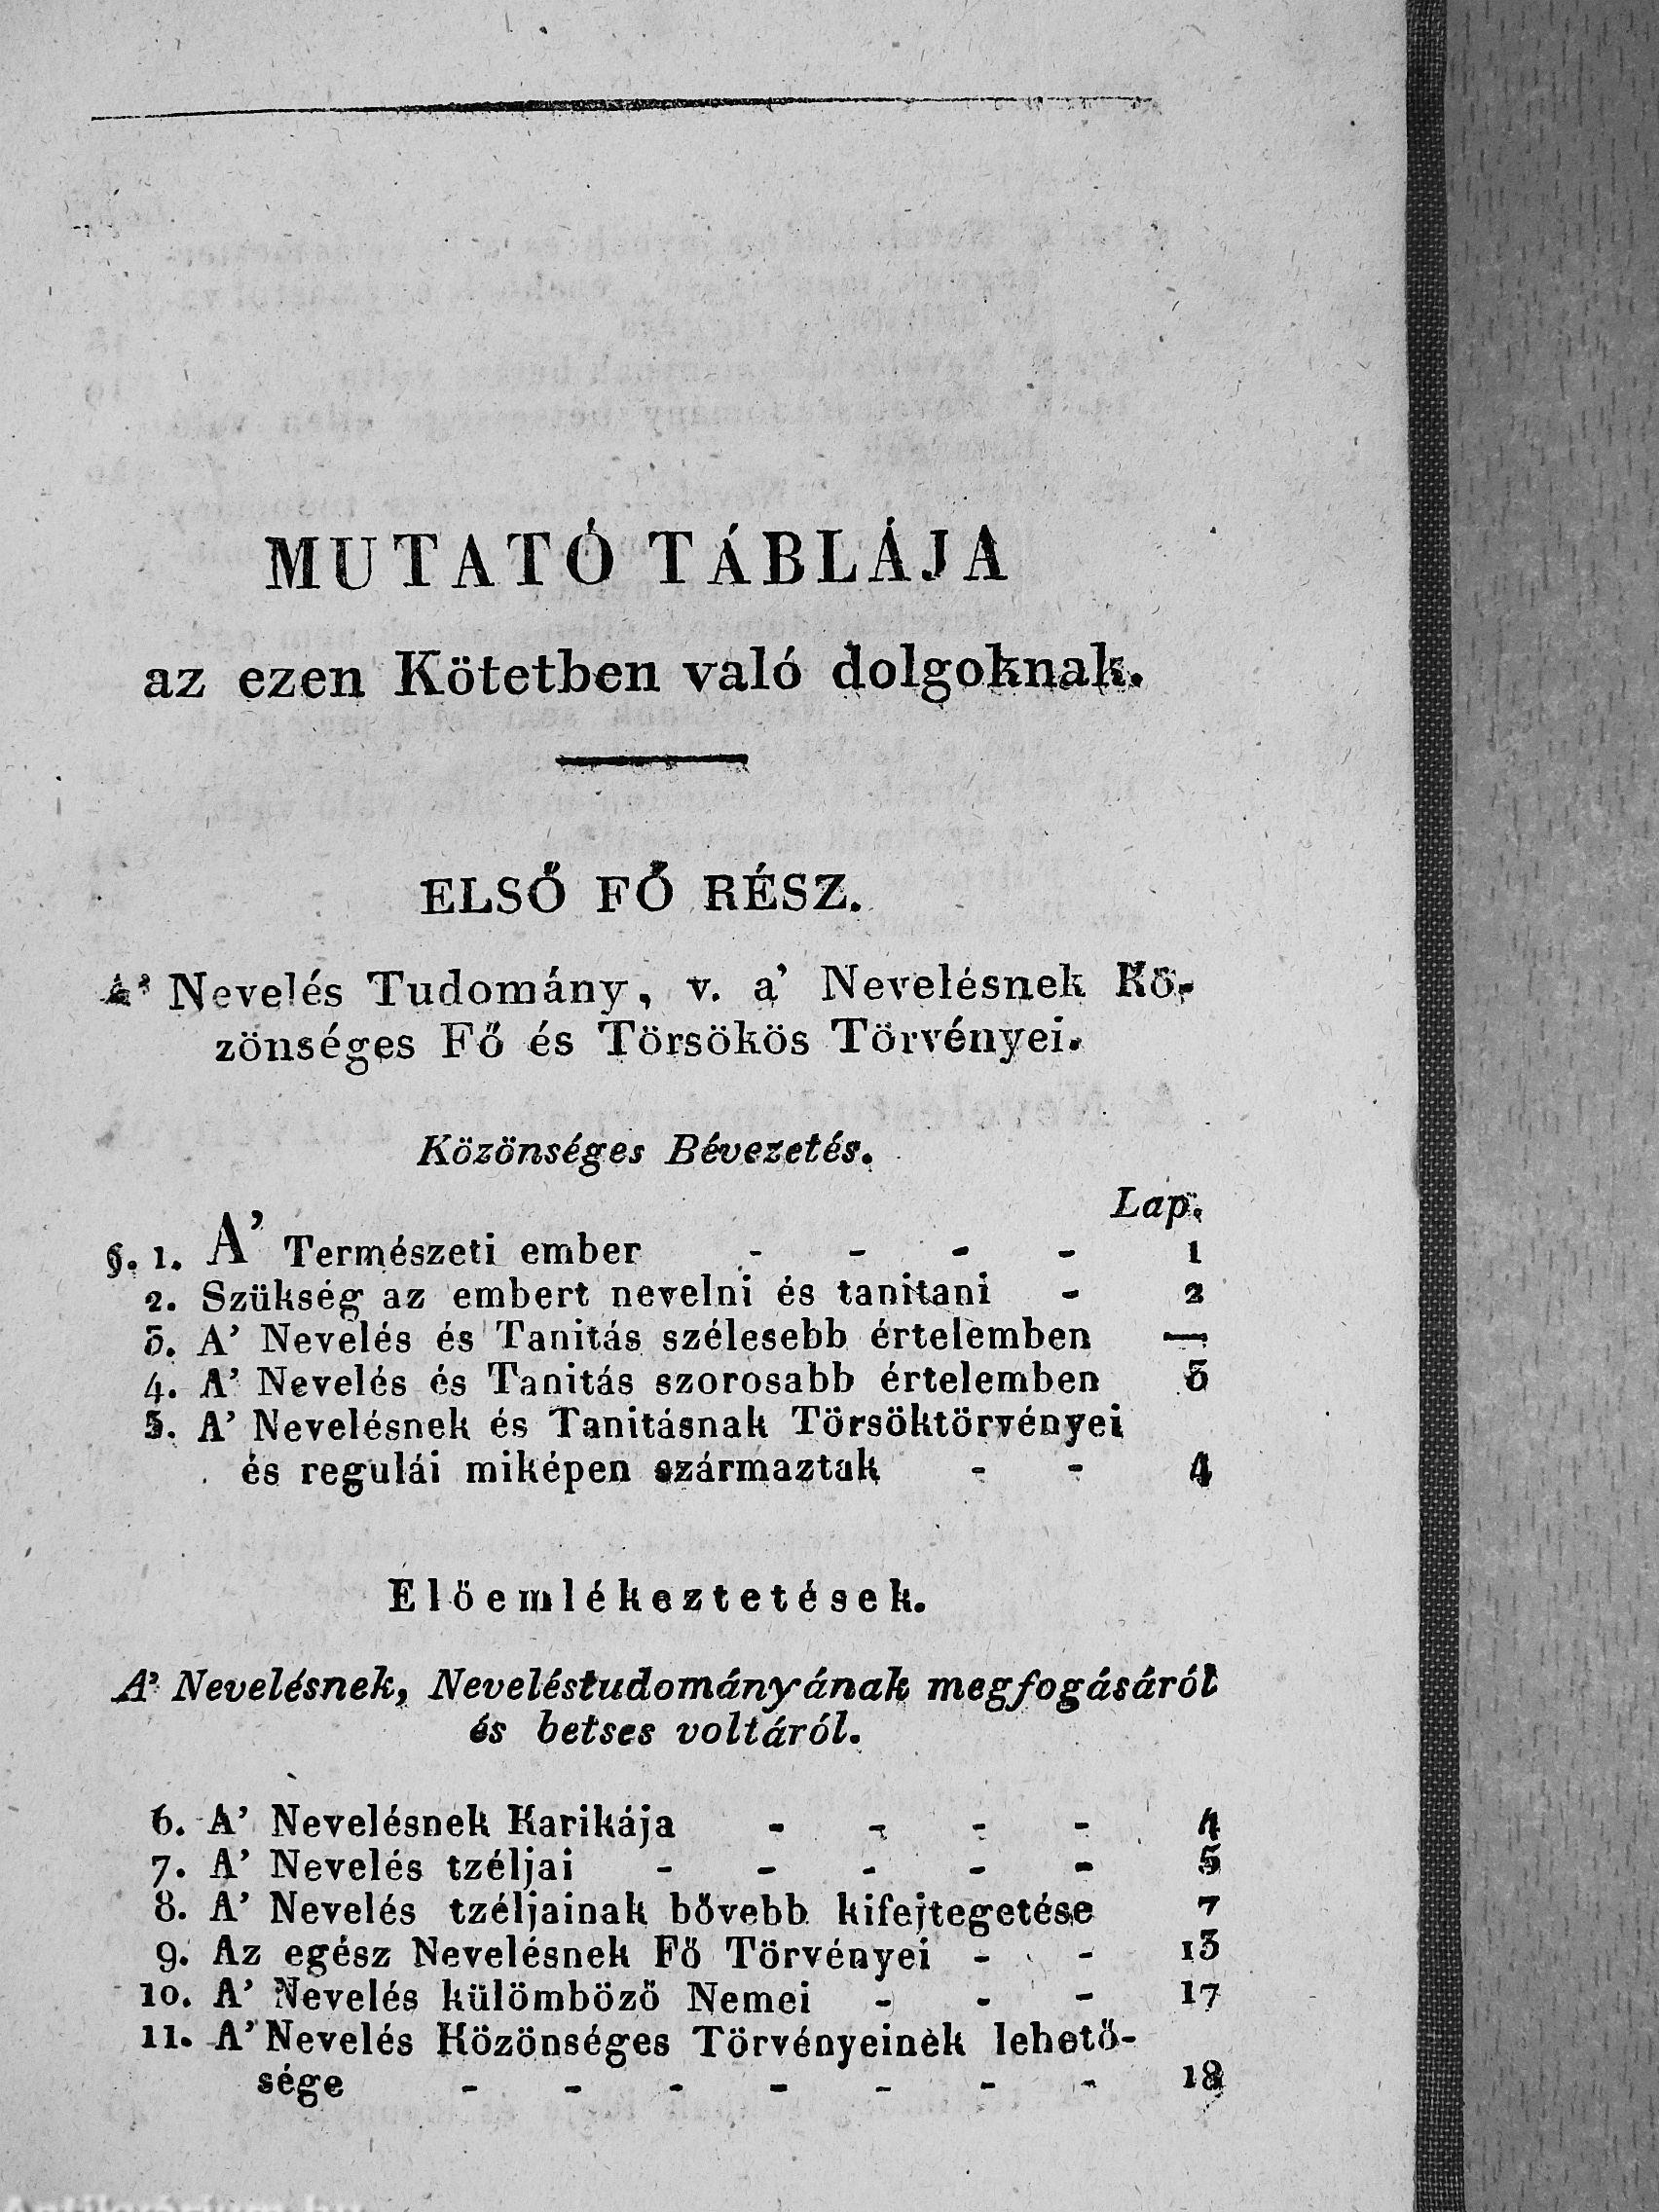 MUTATÓ TÁBLÁJA
az ezen Kötetben való dolgoknak.
ELSŐ FŐ RÉSZ.
A' Nevelés Tudomány, v. a' Nevelésnek Kö-
zönséges Fő és Törsökös Törvényei.
Közönséges Bévezetés.
Lap.
§. 1. A' Természeti ember - - - - 1
2. Szükség az embert nevelni és tanitani - 2
3. A' Nevelés és Tanitás szélesebb értelemben —
4. A' Nevelés és Tanitás szorosabb értelemben 3
5. A' Nevelésnek és Tanitásnak Törsöktörvényei
és regulái miképen származtak - - 4
Elöemlékeztetések.
A' Nevelésnek, Neveléstudományának megfogásáról
és betses voltáról.
6. A' Nevelésnek Karikája - - - - 4
7. A' Nevelés tzéljai - - - - - 5
8. A' Nevelés tzéljainak bővebb kifejtegetése 7
9. Az egész Nevelésnek Fő Törvényei - - 13
10. A' Nevelés külömböző Nemei - - - 17
11. A' Nevelés Közönséges Törvényeinek lehető-
sége - - - - - - - 18